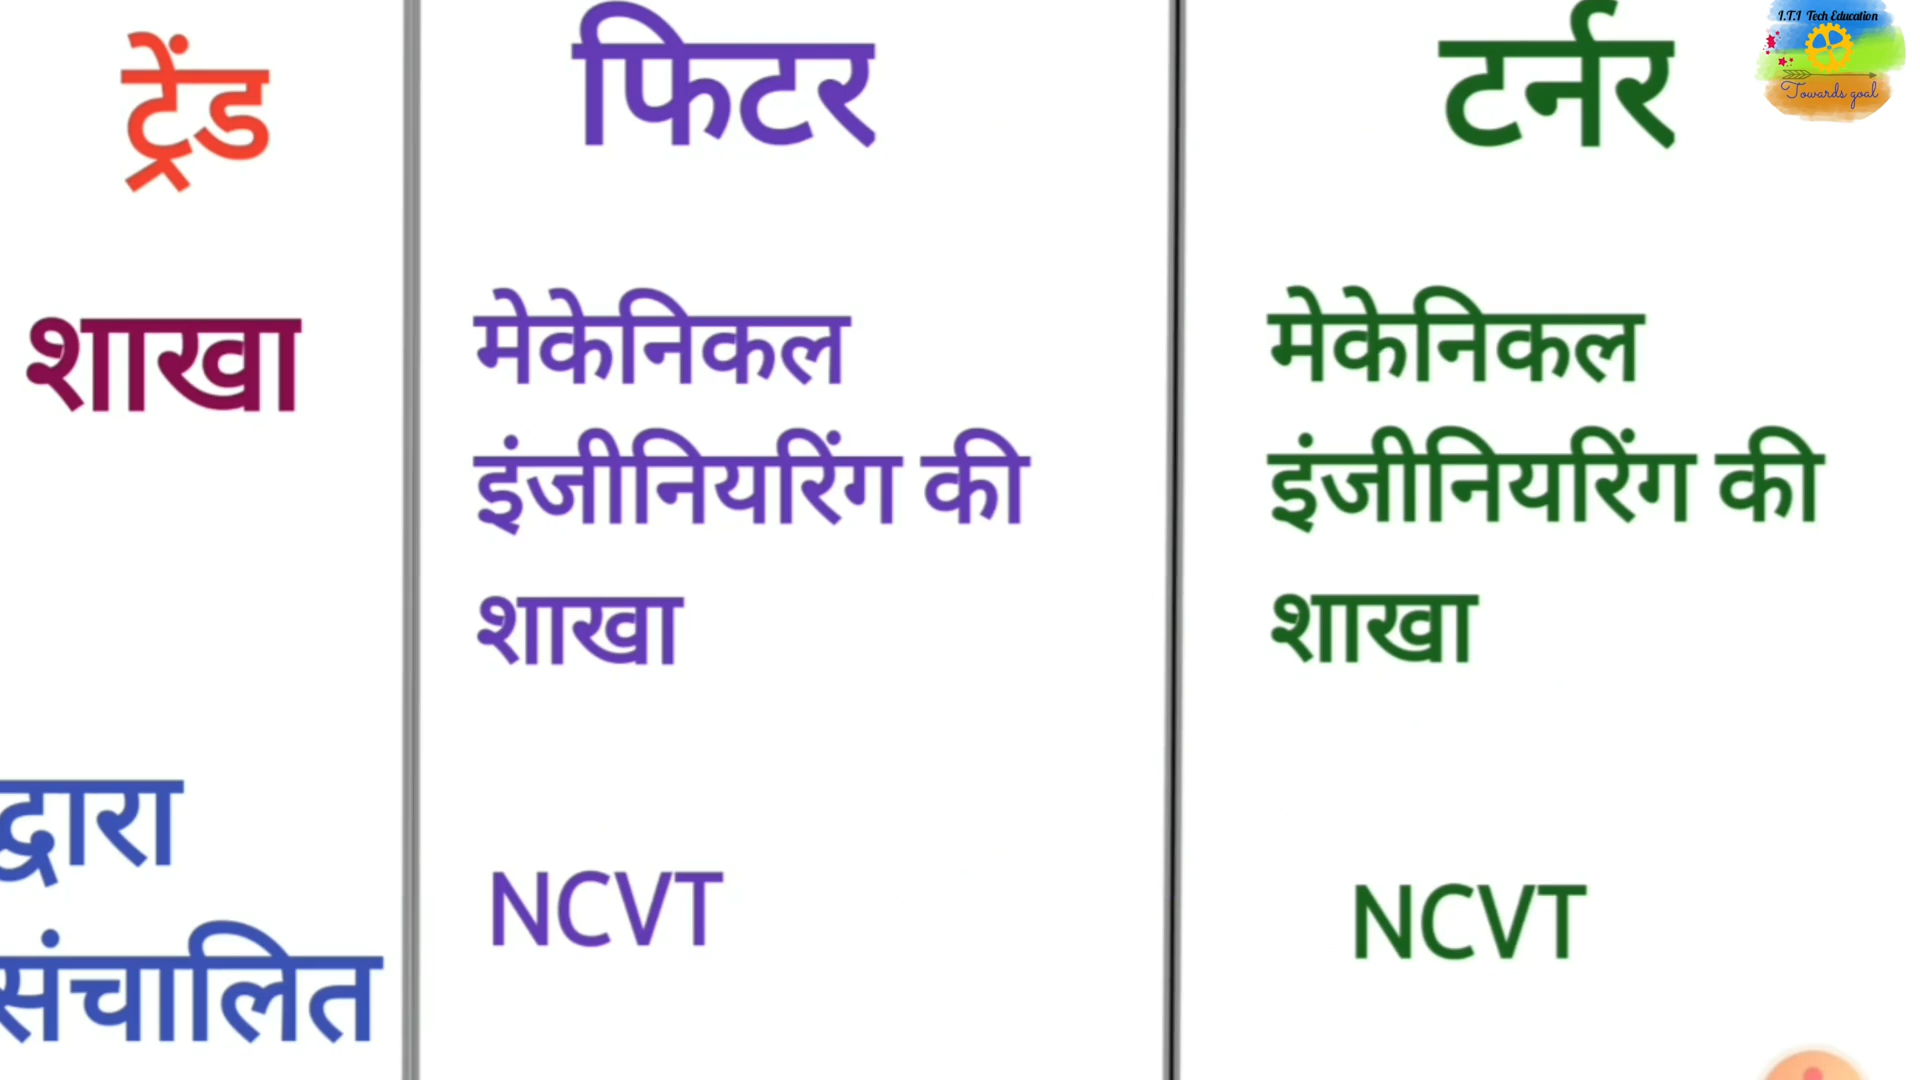 ट्रेंड
फिटर
टर्नर
I.T.I Tech Education
Towards goal
शाखा
मेकेनिकल
इंजीनियरिंग की
शाखा
मेकेनिकल
इंजीनियरिंग की
शाखा
द्वारा
संचालित
NCVT
NCVT